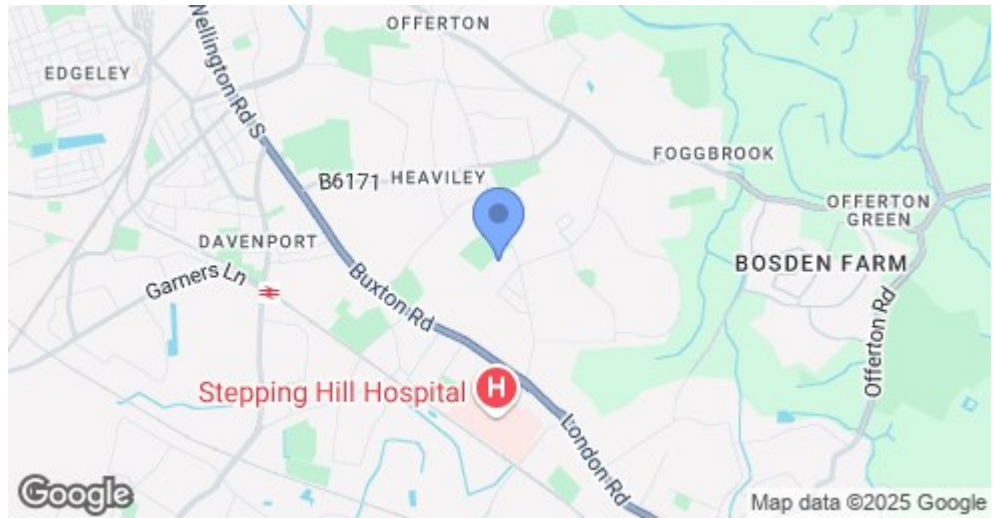 OFFERTON
EDGELEY
Wellington Rd S
B6171
HEAVILEY
FOGGBROOK
OFFERTON
GREEN
DAVENPORT
BOSDEN FARM
Garners Ln
Buxton Rd
Offerton Rd
Stepping Hill Hospital
H
London Rd
Google
Map data ©2025 Google